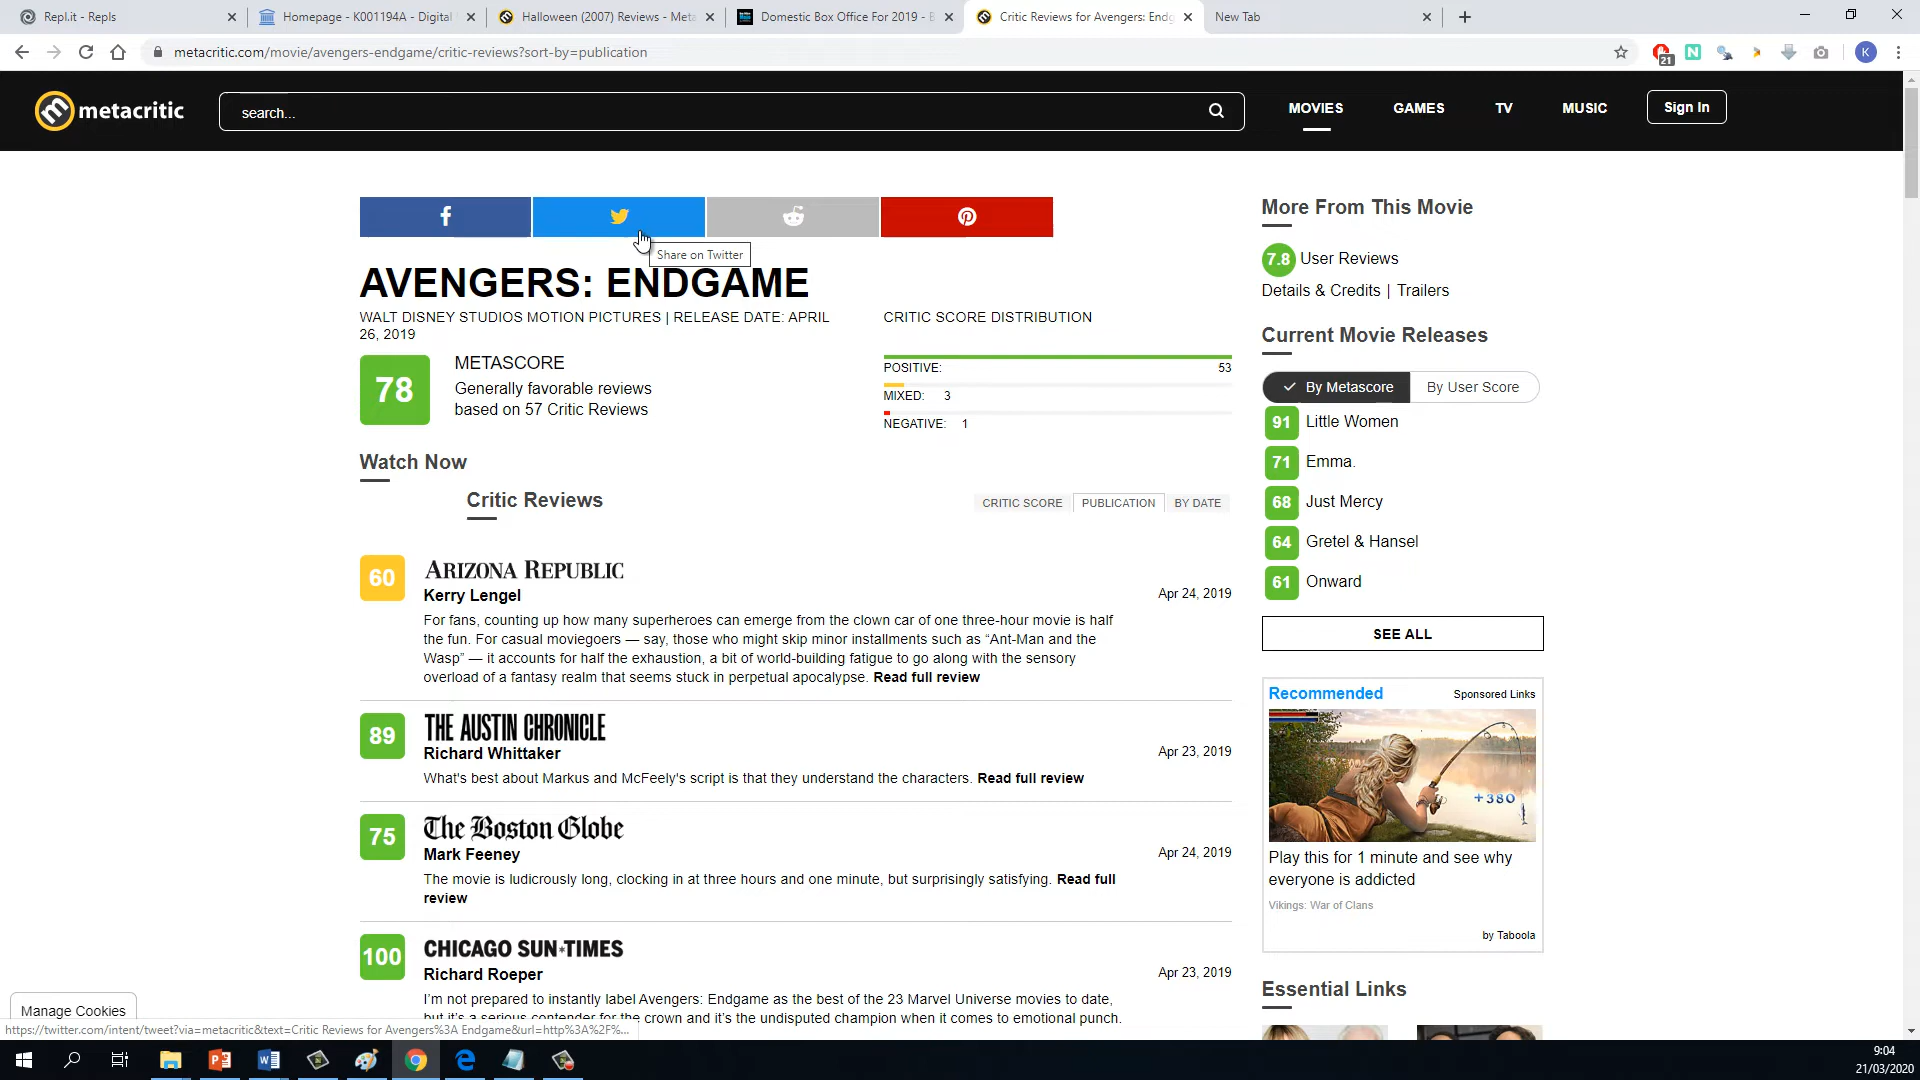 Repl.it - Repls
Homepage - K001194A - Digital
Halloween (2007) Reviews - Meta
Domestic Box Office For 2019 - B
Critic Reviews for Avengers: Endg
New Tab
metacritic.com/movie/avengers-endgame/critic-reviews?sort-by=publication
21
N
K
metacritic
search...
MOVIES
GAMES
TV
MUSIC
Sign In
Share on Twitter
AVENGERS: ENDGAME
WALT DISNEY STUDIOS MOTION PICTURES | RELEASE DATE: APRIL
26, 2019
78
METASCORE
Generally favorable reviews
based on 57 Critic Reviews
CRITIC SCORE DISTRIBUTION
POSITIVE: 53
MIXED: 3
NEGATIVE: 1
Watch Now
Critic Reviews
CRITIC SCORE
PUBLICATION
BY DATE
60
ARIZONA REPUBLIC
Kerry Lengel
Apr 24, 2019
For fans, counting up how many superheroes can emerge from the clown car of one three-hour movie is half
the fun. For casual moviegoers — say, those who might skip minor installments such as “Ant-Man and the
Wasp” — it accounts for half the exhaustion, a bit of world-building fatigue to go along with the sensory
overload of a fantasy realm that seems stuck in perpetual apocalypse. Read full review
89
THE AUSTIN CHRONICLE
Richard Whittaker
Apr 23, 2019
What's best about Markus and McFeely's script is that they understand the characters. Read full review
75
The Boston Globe
Mark Feeney
Apr 24, 2019
The movie is ludicrously long, clocking in at three hours and one minute, but surprisingly satisfying. Read full
review
100
CHICAGO SUN*TIMES
Richard Roeper
Apr 23, 2019
I’m not prepared to instantly label Avengers: Endgame as the best of the 23 Marvel Universe movies to date,
but it’s a serious contender for the crown and it’s the undisputed champion when it comes to emotional punch.
More From This Movie
7.8 User Reviews
Details & Credits | Trailers
Current Movie Releases
By Metascore
By User Score
91 Little Women
71 Emma.
68 Just Mercy
64 Gretel & Hansel
61 Onward
SEE ALL
Recommended
Sponsored Links
+380
Play this for 1 minute and see why
everyone is addicted
Vikings: War of Clans
by Taboola
Essential Links
Manage Cookies
https://twitter.com/intent/tweet?via=metacritic&text=Critic Reviews for Avengers%3A Endgame&url=http%3A%2F%...
9:04
21/03/2020